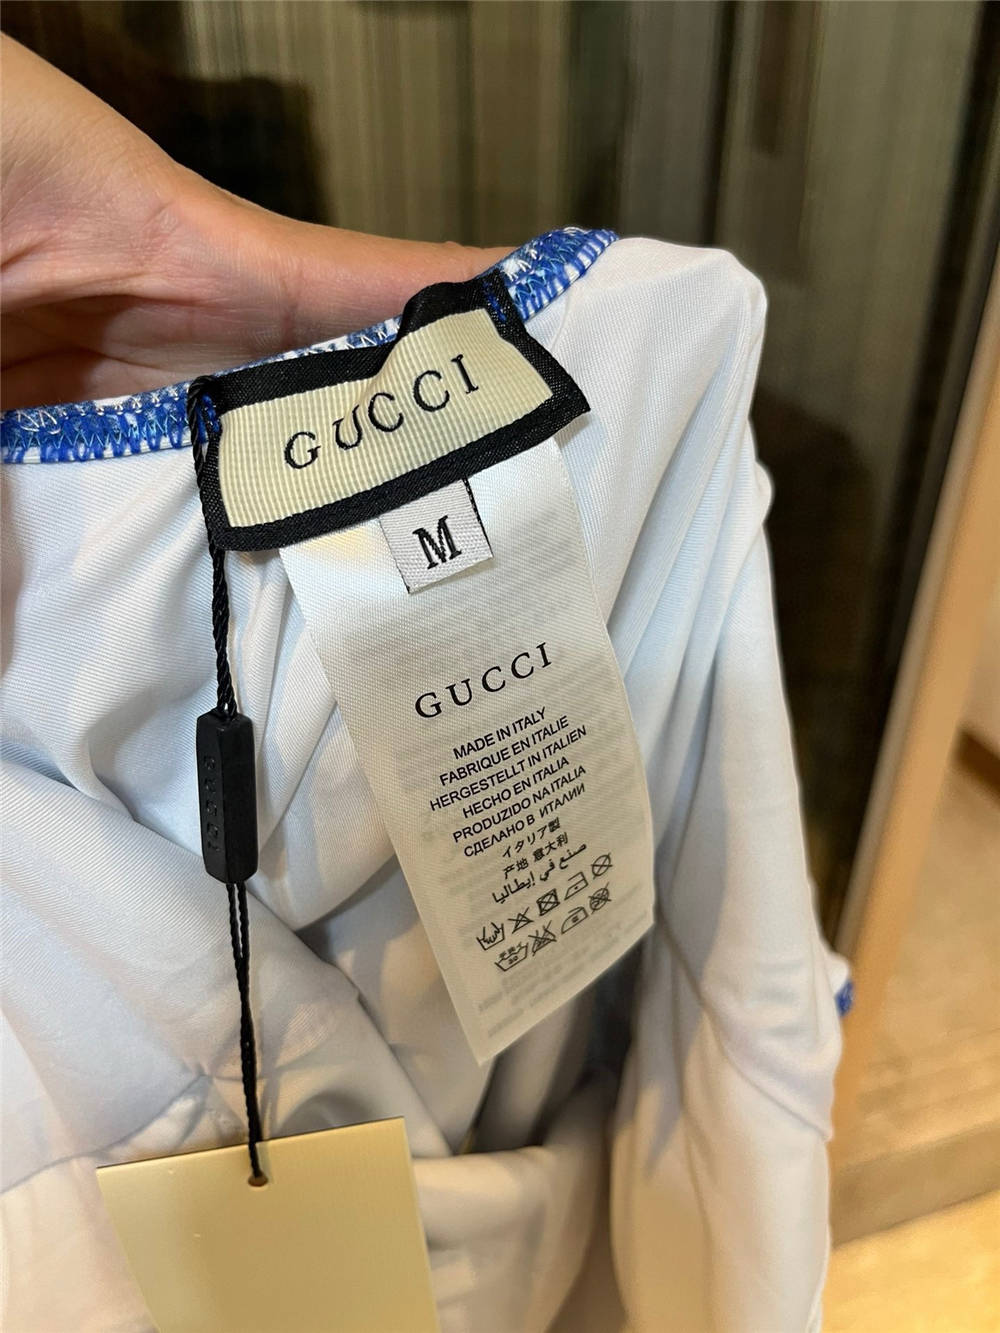 GUCCI
M
GUCCI
MADE IN ITALY
FABRIQUE EN ITALIE
HERGESTELLT IN ITALIEN
HECHO EN ITALIA
PRODUZIDO NA ITALIA
СДЕЛАНО В ИТАЛИИ
イタリア製
产地 意大利
صنع في إيطاليا
GUCCI